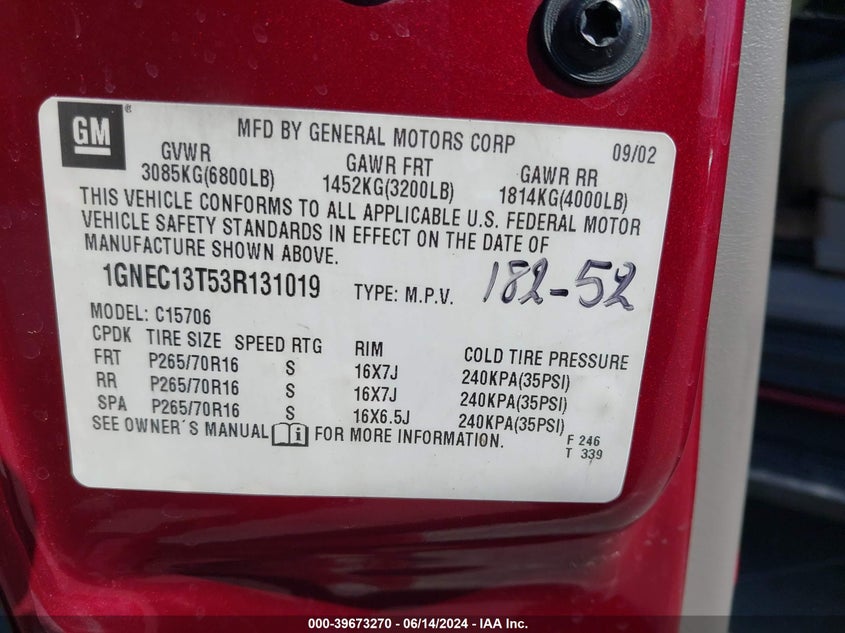 GM ®
MFD BY GENERAL MOTORS CORP 09/02
GVWR GAWR FRT GAWR RR
3085KG(6800LB) 1452KG(3200LB) 1814KG(4000LB)
THIS VEHICLE CONFORMS TO ALL APPLICABLE U.S. FEDERAL MOTOR
VEHICLE SAFETY STANDARDS IN EFFECT ON THE DATE OF
MANUFACTURE SHOWN ABOVE.
1GNEC13T53R131019 TYPE: M.P.V. 182-52
MODEL: C15706
CPDK TIRE SIZE SPEED RTG RIM COLD TIRE PRESSURE
FRT P265/70R16 S 16X7J 240KPA(35PSI)
RR P265/70R16 S 16X7J 240KPA(35PSI)
SPA P265/70R16 S 16X6.5J 240KPA(35PSI)
SEE OWNER'S MANUAL i FOR MORE INFORMATION.
F 246
T 339
000-39673270 - 06/14/2024 - IAA Inc.